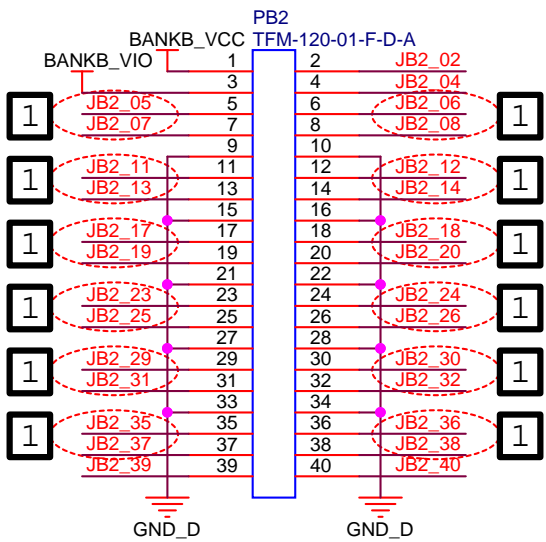 PB2
BANKB_VCC TFM-120-01-F-D-A
BANKB_VIO 1 2 JB2_02
3 4 JB2_04
1 JB2_05 5 6 JB2_06 1
JB2_07 7 8 JB2_08
9 10
1 JB2_11 11 12 JB2_12 1
JB2_13 13 14 JB2_14
15 16
1 JB2_17 17 18 JB2_18 1
JB2_19 19 20 JB2_20
21 22
1 JB2_23 23 24 JB2_24 1
JB2_25 25 26 JB2_26
27 28
1 JB2_29 29 30 JB2_30 1
JB2_31 31 32 JB2_32
33 34
1 JB2_35 35 36 JB2_36 1
JB2_37 37 38 JB2_38
JB2_39 39 40 JB2_40
GND_D GND_D